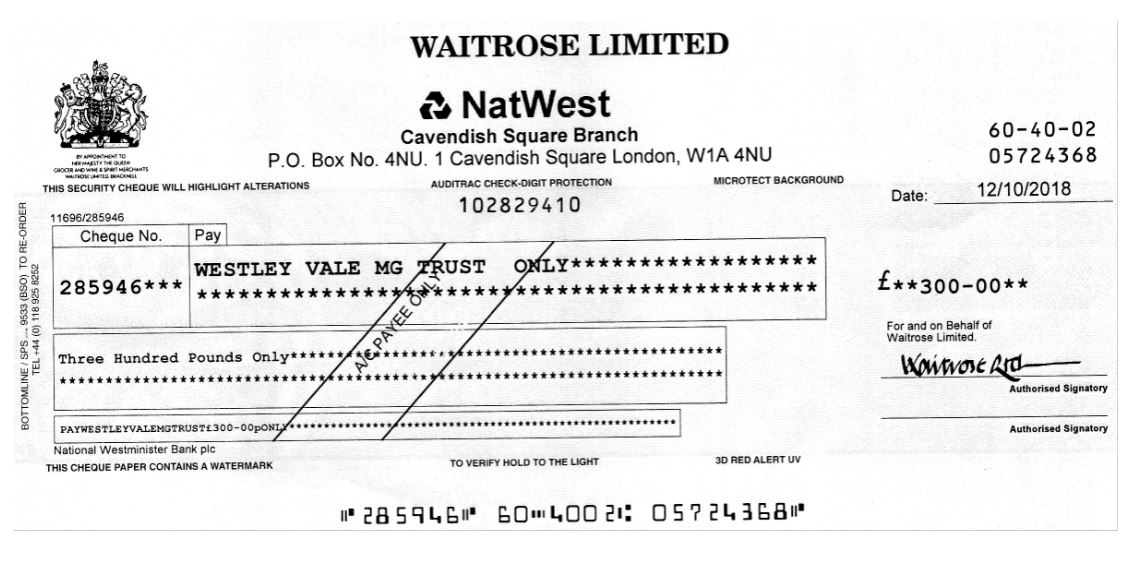 WAITROSE LIMITED
NatWest
Cavendish Square Branch
P.O. Box No. 4NU. 1 Cavendish Square London, W1A 4NU
60-40-02
05724368
BY APPOINTMENT TO
HER MAJESTY THE QUEEN
GROCER AND WINE & SPIRIT MERCHANTS
WAITROSE LIMITED, BRACKNELL
THIS SECURITY CHEQUE WILL HIGHLIGHT ALTERATIONS
AUDITRAC CHECK-DIGIT PROTECTION
MICROTECT BACKGROUND
102829410
Date: 12/10/2018
11696/285946
Cheque No. Pay
285946***
WESTLEY VALE MG TRUST ONLY******************
*********************************************
£**300-00**
A/C PAYEE ONLY
For and on Behalf of
Waitrose Limited.
Three Hundred Pounds Only***********************************
******************************************************
Waitrose Ltd
Authorised Signatory
PAYWESTLEYVALEMGTRUST£300-00pONLY******************************************************
Authorised Signatory
National Westminister Bank plc
THIS CHEQUE PAPER CONTAINS A WATERMARK
TO VERIFY HOLD TO THE LIGHT
3D RED ALERT UV
⑈285946⑈ 60⑉4002⑆ 05724368⑈
BOTTOMLINE / SPS ... 9533 (BSO) TO RE-ORDER
TEL +44 (0) 118 925 8252